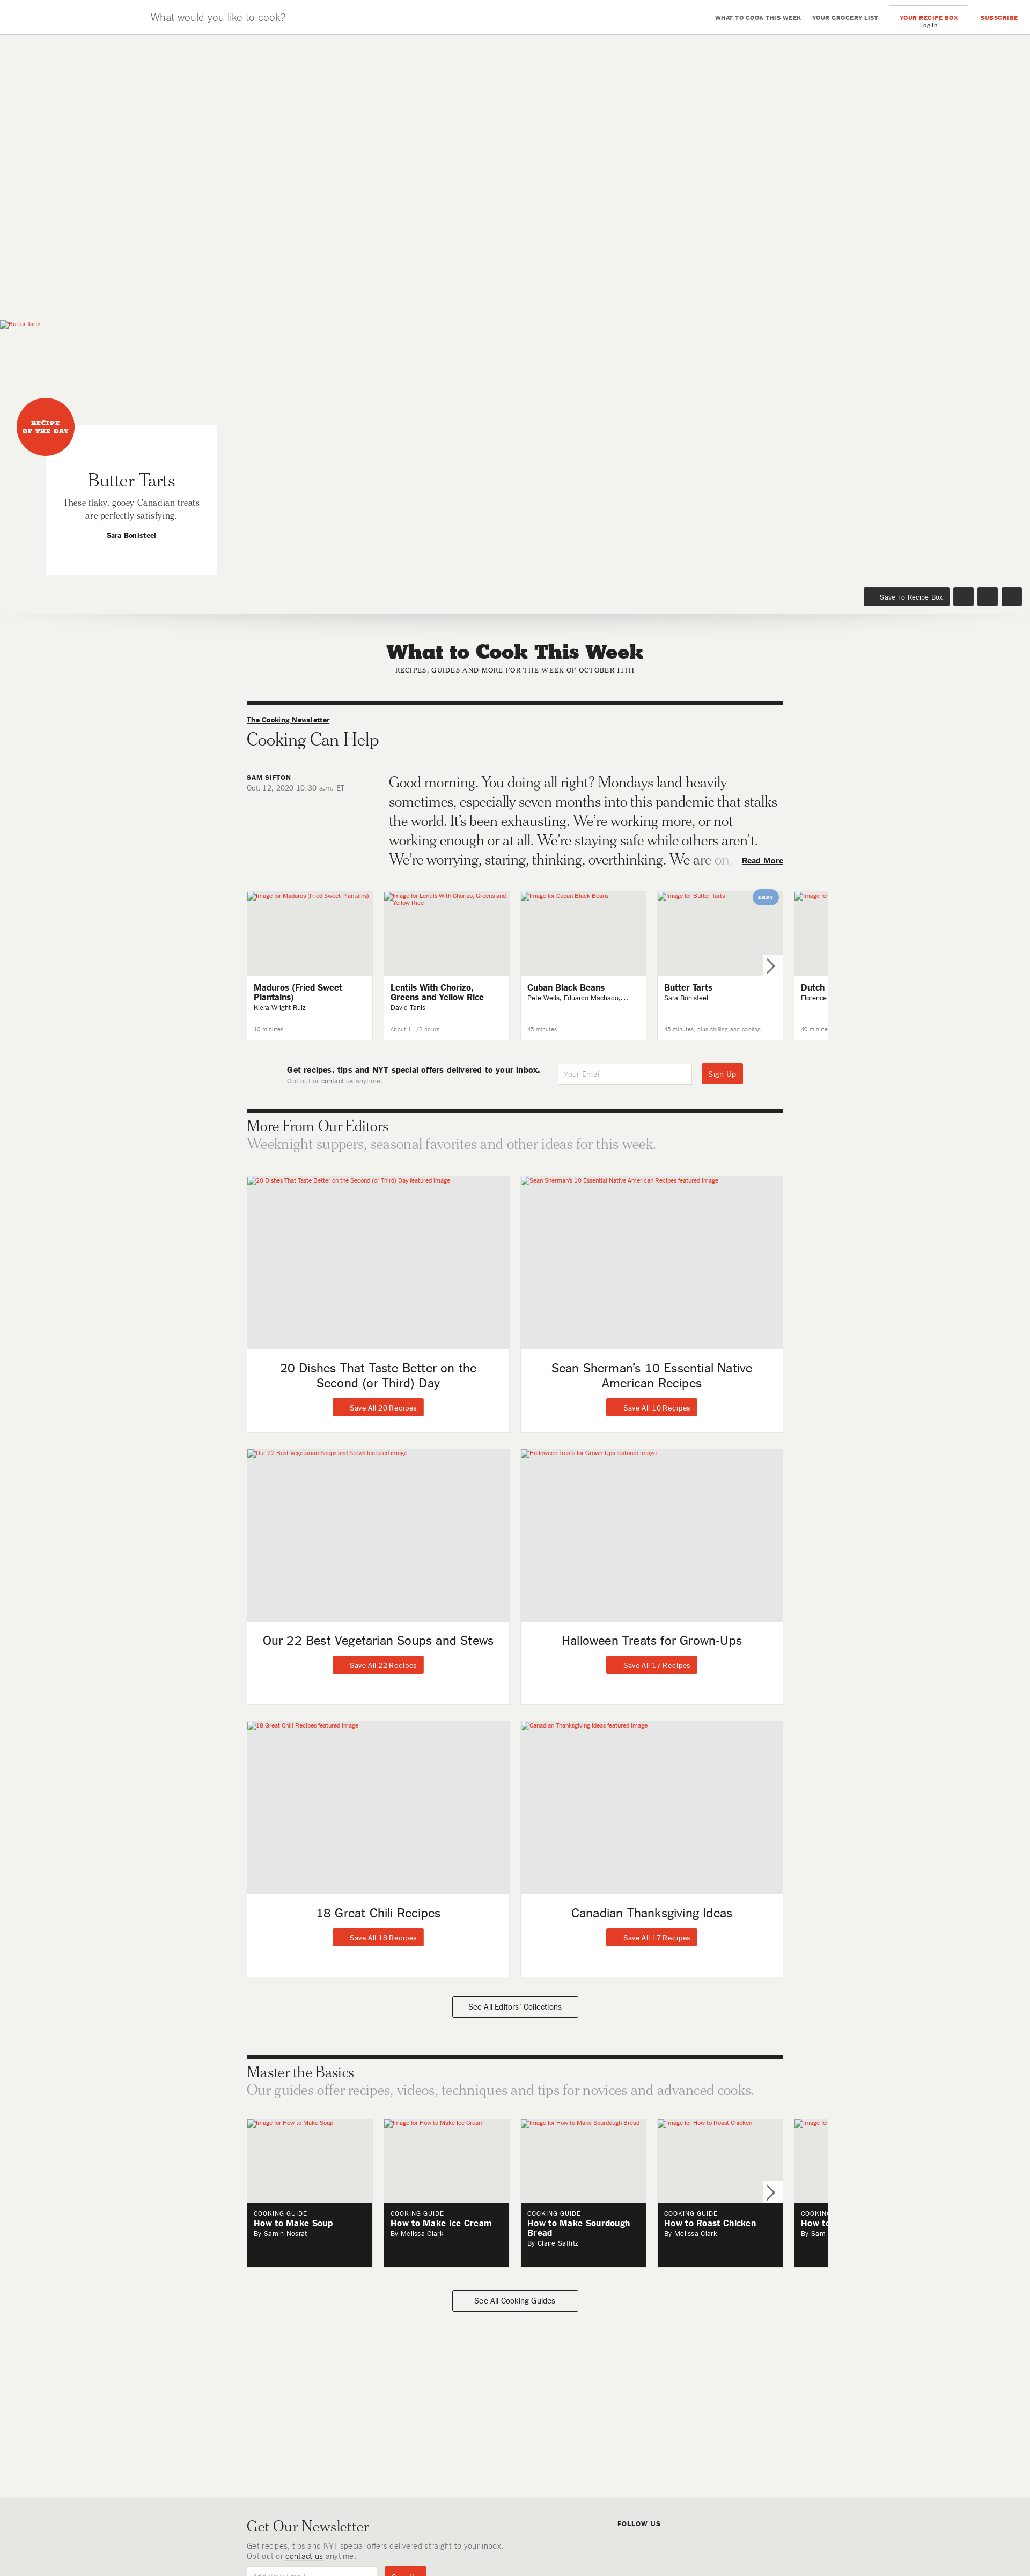 What would you like to cook?
WHAT TO COOK THIS WEEK
YOUR GROCERY LIST
YOUR RECIPE BOX
Log In
SUBSCRIBE
Butter Tarts
RECIPE
OF THE DAY
Butter Tarts
These flaky, gooey Canadian treats
are perfectly satisfying.
Sara Bonisteel
Save To Recipe Box
What to Cook This Week
RECIPES, GUIDES AND MORE FOR THE WEEK OF OCTOBER 11TH
The Cooking Newsletter
Cooking Can Help
SAM SIFTON
Oct. 12, 2020 10:30 a.m. ET
Good morning. You doing all right? Mondays land heavily
sometimes, especially seven months into this pandemic that stalks
the world. It’s been exhausting. We’re working more, or not
working enough or at all. We’re staying safe while others aren’t.
We’re worrying, staring, thinking, overthinking. We are on,
Read More
Image for Maduros (Fried Sweet Plantains)
Maduros (Fried Sweet
Plantains)
Kiera Wright-Ruiz
10 minutes
Image for Lentils With Chorizo, Greens and
Yellow Rice
Lentils With Chorizo,
Greens and Yellow Rice
David Tanis
About 1 1/2 hours
Image for Cuban Black Beans
Cuban Black Beans
Pete Wells, Eduardo Machado,...
45 minutes
Image for Butter Tarts
EASY
Butter Tarts
Sara Bonisteel
45 minutes, plus chilling and cooling
Image for
Dutch
Florence
40 minutes
Get recipes, tips and NYT special offers delivered to your inbox.
Opt out or contact us anytime.
Your Email
Sign Up
More From Our Editors
Weeknight suppers, seasonal favorites and other ideas for this week.
20 Dishes That Taste Better on the Second (or Third) Day featured image
20 Dishes That Taste Better on the
Second (or Third) Day
Save All 20 Recipes
Sean Sherman’s 10 Essential Native American Recipes featured image
Sean Sherman’s 10 Essential Native
American Recipes
Save All 10 Recipes
Our 22 Best Vegetarian Soups and Stews featured image
Our 22 Best Vegetarian Soups and Stews
Save All 22 Recipes
Halloween Treats for Grown-Ups featured image
Halloween Treats for Grown-Ups
Save All 17 Recipes
18 Great Chili Recipes featured image
18 Great Chili Recipes
Save All 18 Recipes
Canadian Thanksgiving Ideas featured image
Canadian Thanksgiving Ideas
Save All 17 Recipes
See All Editors’ Collections
Master the Basics
Our guides offer recipes, videos, techniques and tips for novices and advanced cooks.
Image for How to Make Soup
COOKING GUIDE
How to Make Soup
By Samin Nosrat
Image for How to Make Ice Cream
COOKING GUIDE
How to Make Ice Cream
By Melissa Clark
Image for How to Make Sourdough Bread
COOKING GUIDE
How to Make Sourdough
Bread
By Claire Saffitz
Image for How to Roast Chicken
COOKING GUIDE
How to Roast Chicken
By Melissa Clark
Image for
COOKING
How to
By Sam
See All Cooking Guides
Get Our Newsletter
Get recipes, tips and NYT special offers delivered straight to your inbox.
Opt out or contact us anytime.
FOLLOW US